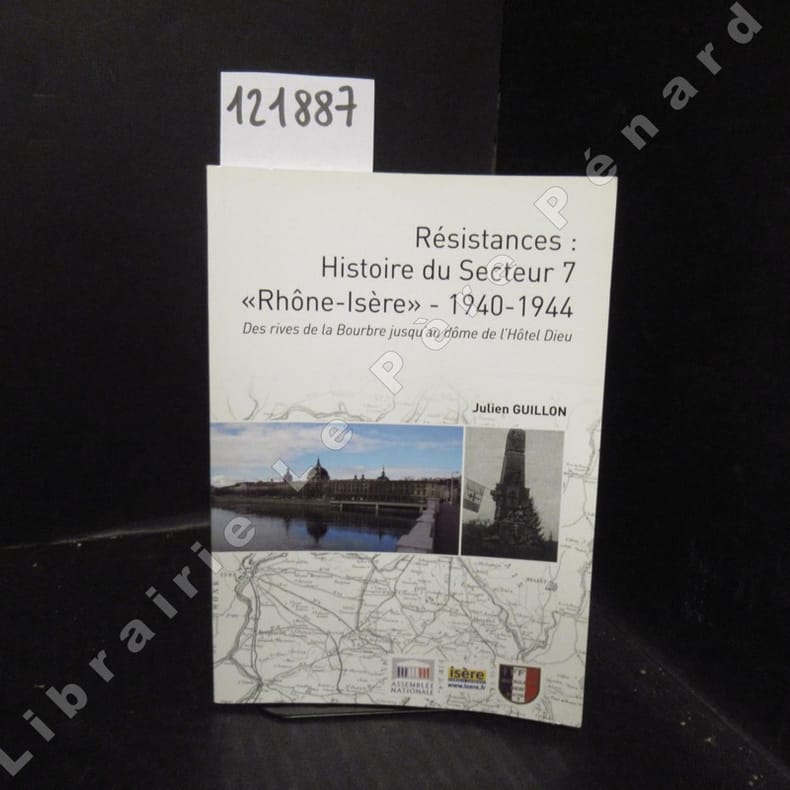 121887
Résistances :
Histoire du Secteur 7
«Rhône-Isère» - 1940-1944
Des rives de la Bourbre jusqu'au dôme de l'Hôtel Dieu
Julien GUILLON
ASSEMBLÉE
NATIONALE
isère
www.isere.fr
Librairie Le Père Pénard